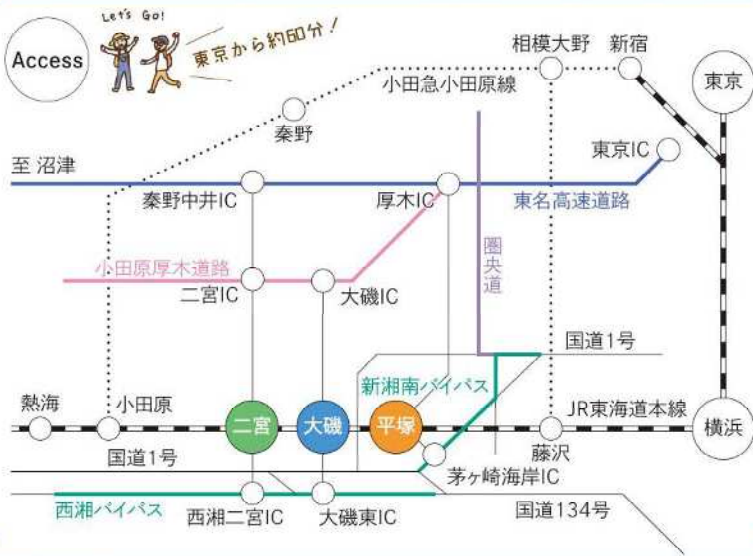 Let's Go!
Access
東京から約60分！
相模大野
新宿
東京
小田急小田原線
秦野
東京IC
至 沼津
秦野中井IC
厚木IC
東名高速道路
圏央道
小田原厚木道路
二宮IC
大磯IC
国道1号
新湘南バイパス
熱海
小田原
二宮
大磯
平塚
JR東海道本線
横浜
藤沢
国道1号
茅ヶ崎海岸IC
西湘バイパス
西湘二宮IC
大磯東IC
国道134号